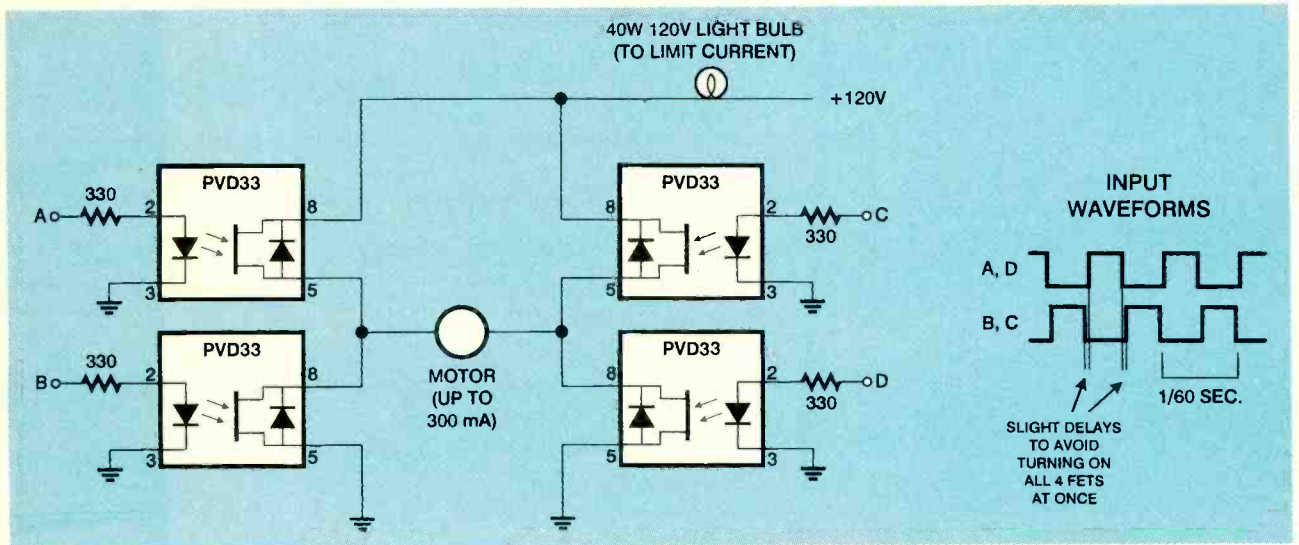 40W 120V LIGHT BULB
(TO LIMIT CURRENT)
+120V
PVD33
330
A
2
8
3
5
PVD33
8
2
C
330
5
3
PVD33
330
B
2
8
3
5
MOTOR
(UP TO
300 mA)
PVD33
8
2
D
330
5
3
INPUT
WAVEFORMS
A, D
B, C
1/60 SEC.
SLIGHT DELAYS
TO AVOID
TURNING ON
ALL 4 FETS
AT ONCE